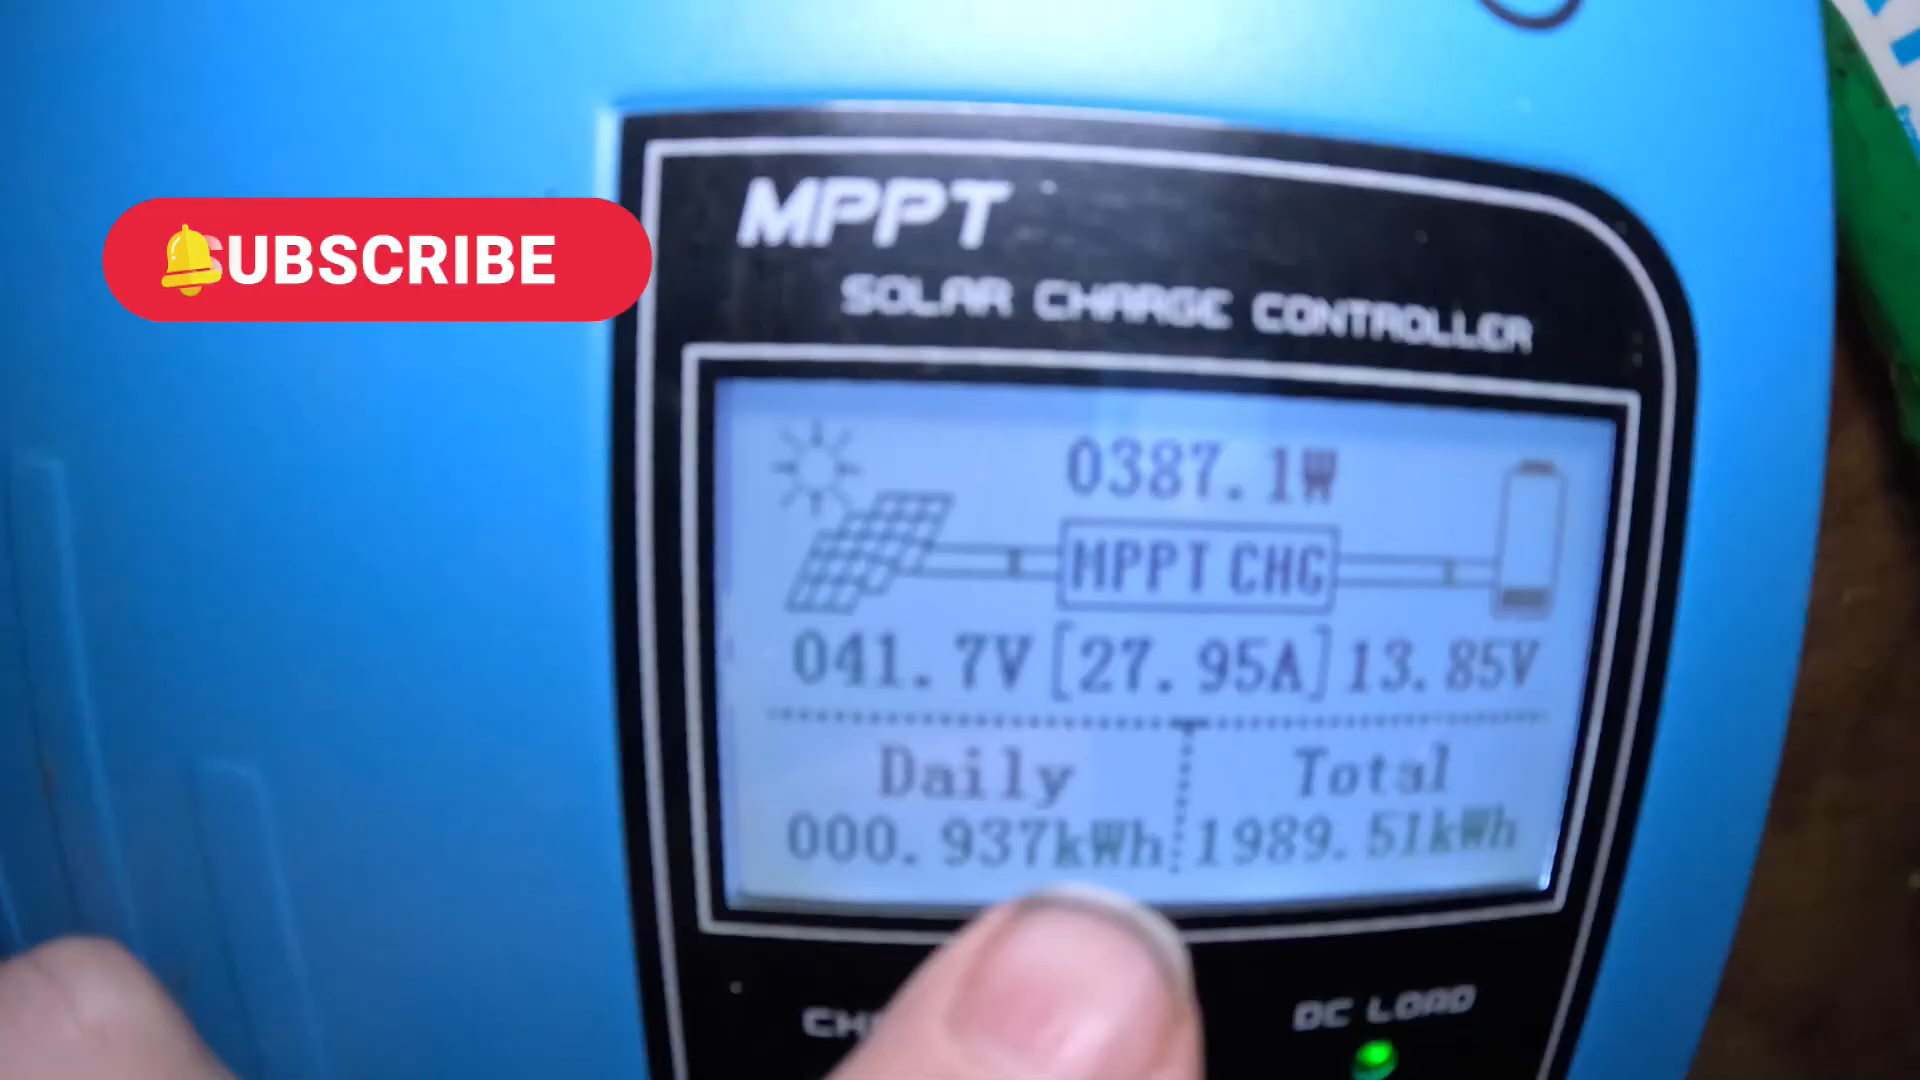 SUBSCRIBE
MPPT
SOLAR CHARGE CONTROLLER
0387.1W
MPPT CHG
041.7V [27.95A] 13.85V
Daily Total
000.937kWh 1989.51kWh
DC LOAD